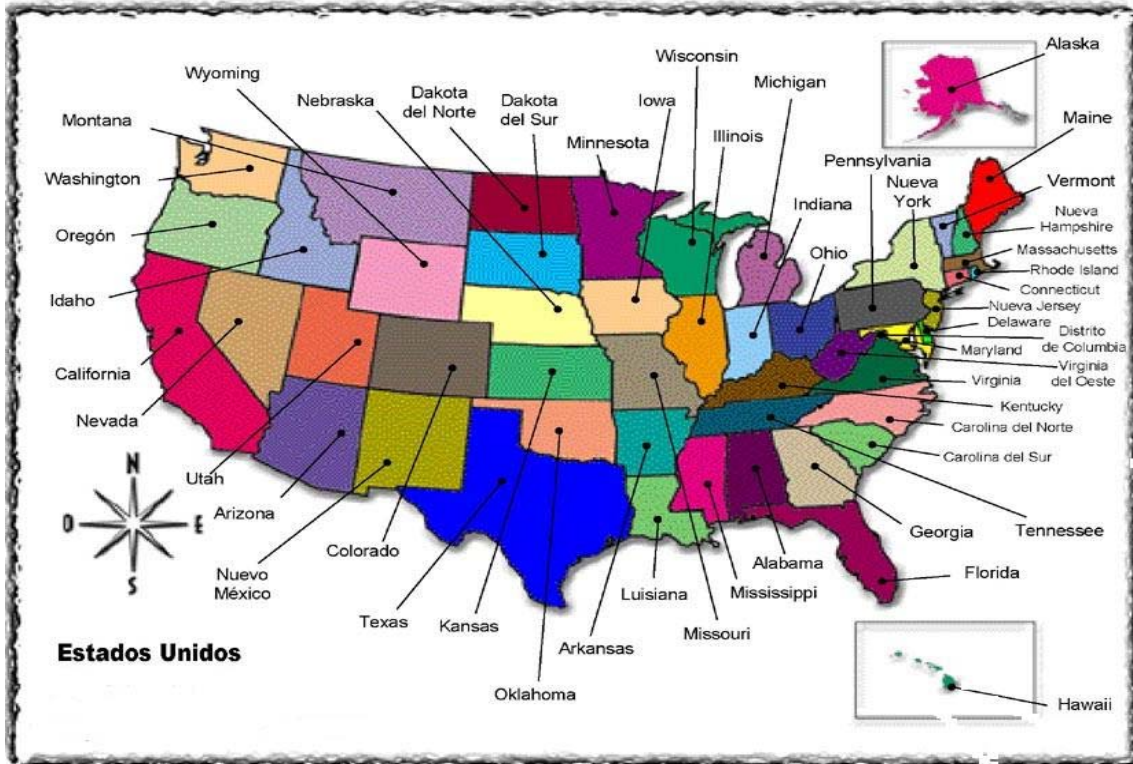 Wisconsin
Alaska
Wyoming
Michigan
Nebraska
Dakota
del Norte
Dakota
del Sur
Iowa
Montana
Illinois
Maine
Minnesota
Pennsylvania
Washington
Nueva
York
Vermont
Indiana
Nueva
Hampshire
Oregón
Ohio
Massachusetts
Rhode Island
Connecticut
Idaho
Nueva Jersey
Delaware
Distrito
de Columbia
Maryland
California
Virginia
del Oeste
Virginia
Kentucky
Nevada
Carolina del Norte
Carolina del Sur
N
O
E
S
Utah
Arizona
Georgia
Tennessee
Colorado
Alabama
Nuevo
México
Florida
Luisiana
Mississippi
Texas
Kansas
Missouri
Arkansas
Estados Unidos
Oklahoma
Hawaii